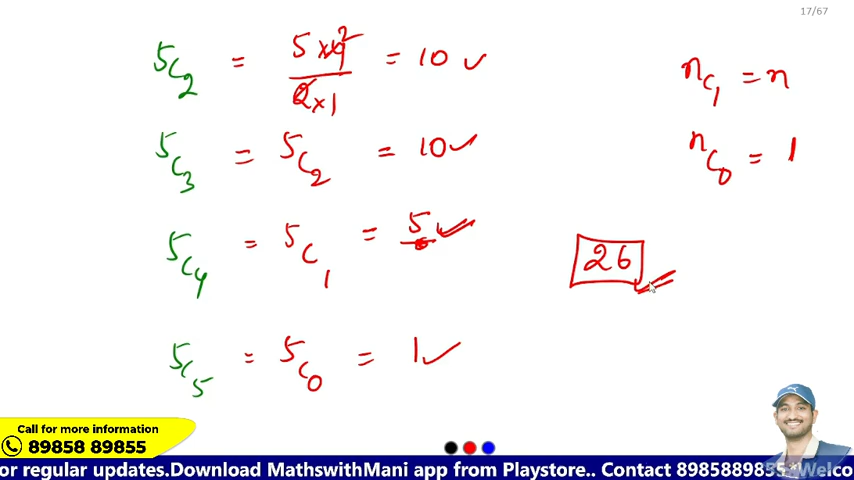 17/67
5C2 = 5×4 2 / 2×1 = 10 ✓
nC1 = n
5C3 = 5C2 = 10 ✓
nC0 = 1
5C4 = 5C1 = 5 ✓
26
5C5 = 5C0 = 1 ✓
Call for more information
89858 89855
or regular updates.Download MathswithMani app from Playstore.. Contact 8985889855 Welco